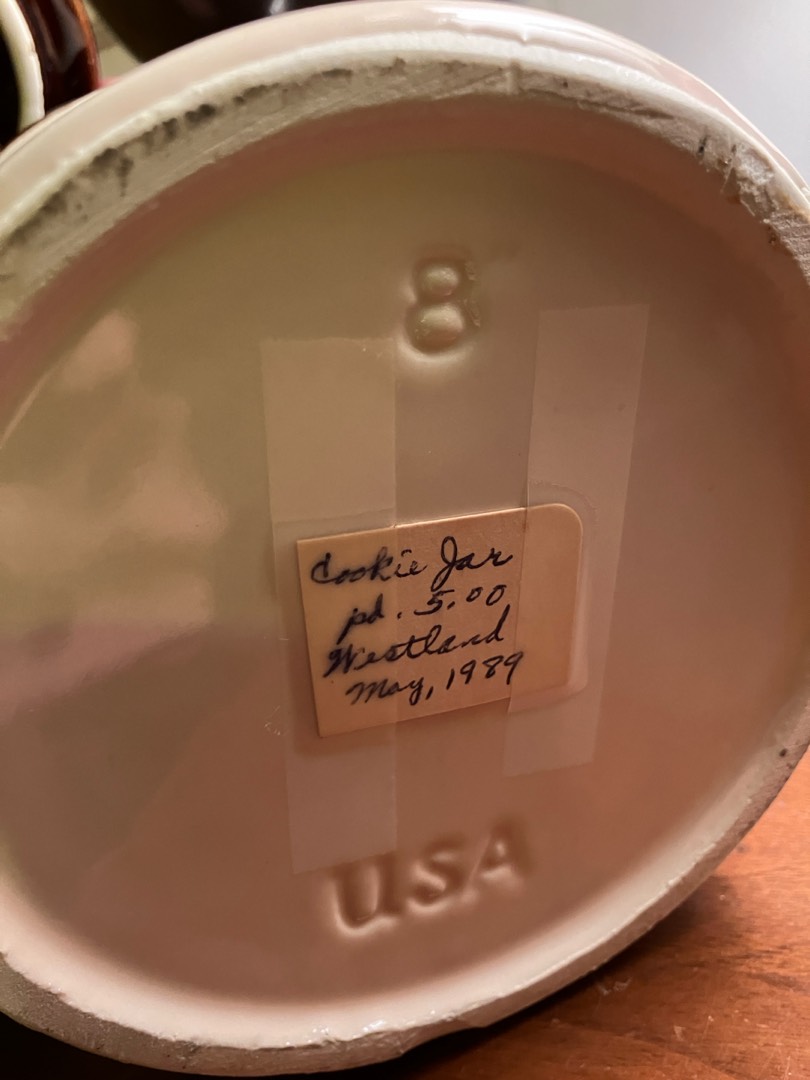 8
Cookie Jar
pd. 5.00
Westland
May, 1989
USA